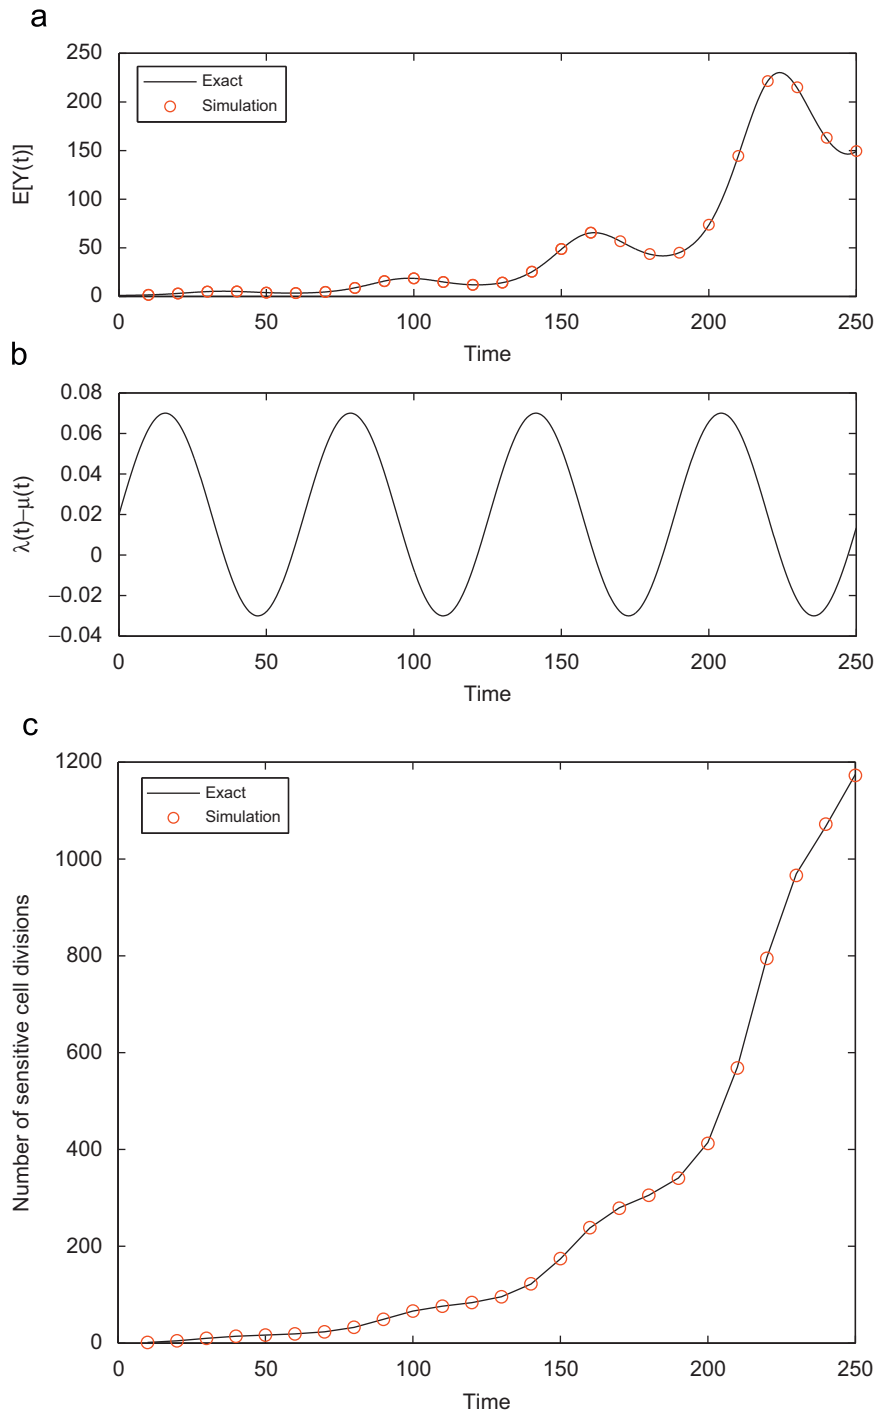 a
250
200
150
100
50
0
E[Y(t)]
Exact
Simulation
0 50 100 150 200 250
Time
b
0.08
0.06
0.04
0.02
0
−0.02
−0.04
λ(t)−μ(t)
0 50 100 150 200 250
Time
c
1200
1000
800
600
400
200
0
Number of sensitive cell divisions
Exact
Simulation
0 50 100 150 200 250
Time